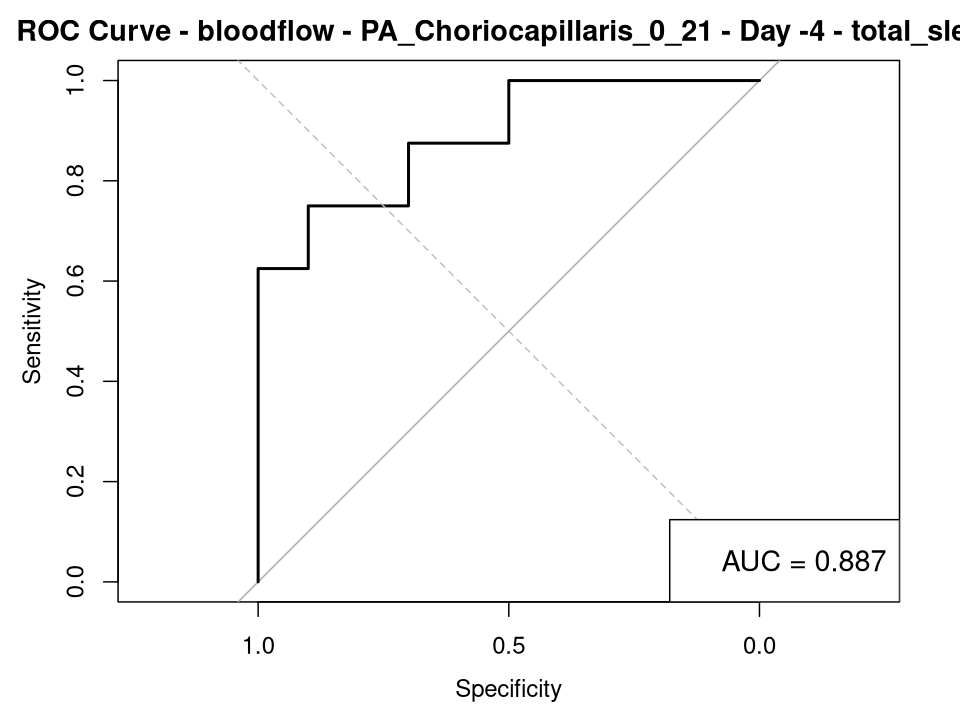 ROC Curve - bloodflow - PA_Choriocapillaris_0_21 - Day -4 - total_sle
1.0
0.8
0.6
0.4
0.2
0.0
Sensitivity
AUC = 0.887
1.0 0.5 0.0
Specificity